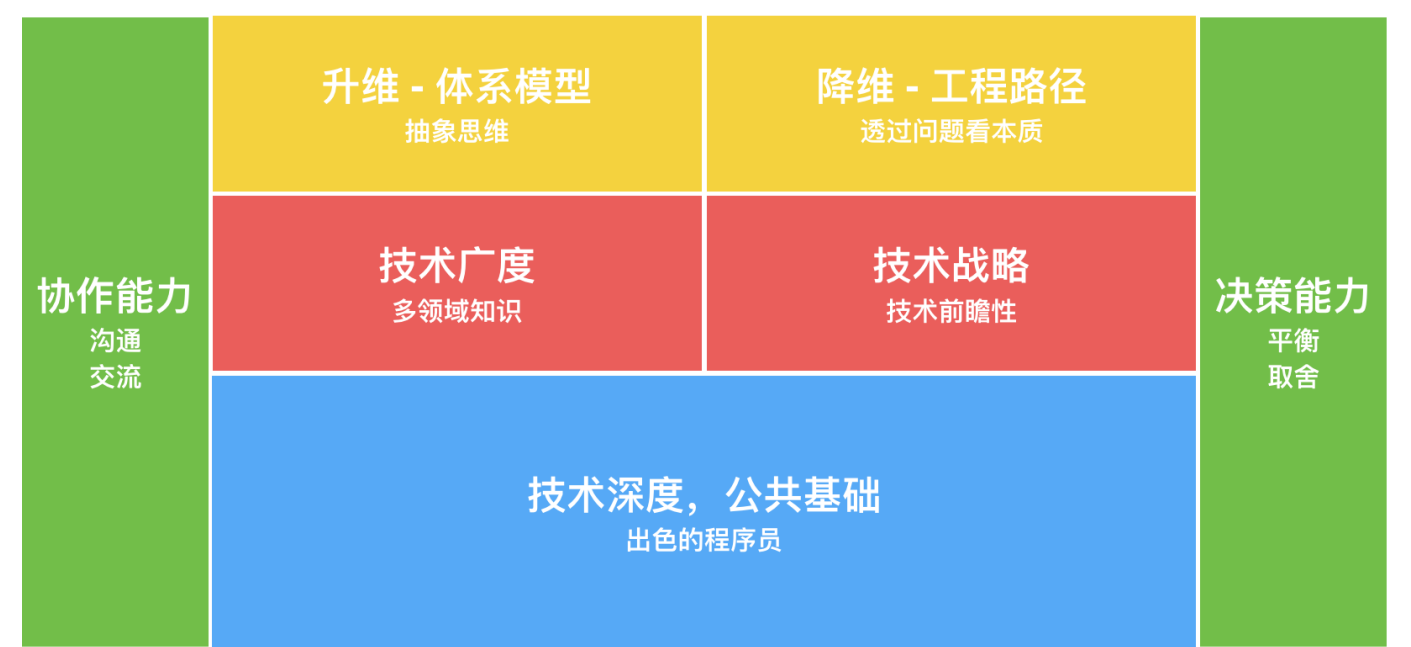 升维 - 体系模型
抽象思维
降维 - 工程路径
透过问题看本质
技术广度
多领域知识
技术战略
技术前瞻性
协作能力
沟通
交流
决策能力
平衡
取舍
技术深度，公共基础
出色的程序员